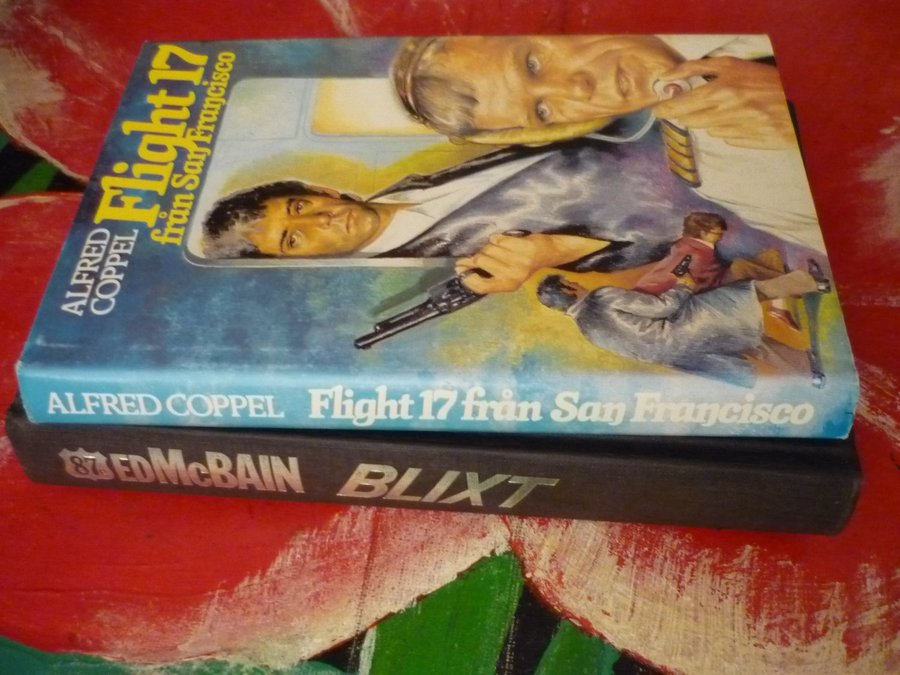 ALFRED
COPPEL
Flight 17
från San Francisco
ALFRED COPPEL Flight 17 från San Francisco
87 ED McBAIN BLIXT